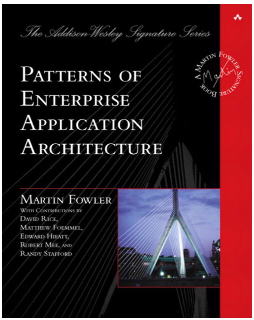 The Addison Wesley Signature Series
A MARTIN FOWLER SIGNATURE BOOK
PATTERNS OF
ENTERPRISE
APPLICATION
ARCHITECTURE
MARTIN FOWLER
WITH CONTRIBUTIONS BY
DAVID RICE,
MATTHEW FOEMMEL,
EDWARD HIEATT,
ROBERT MEE, AND
RANDY STAFFORD